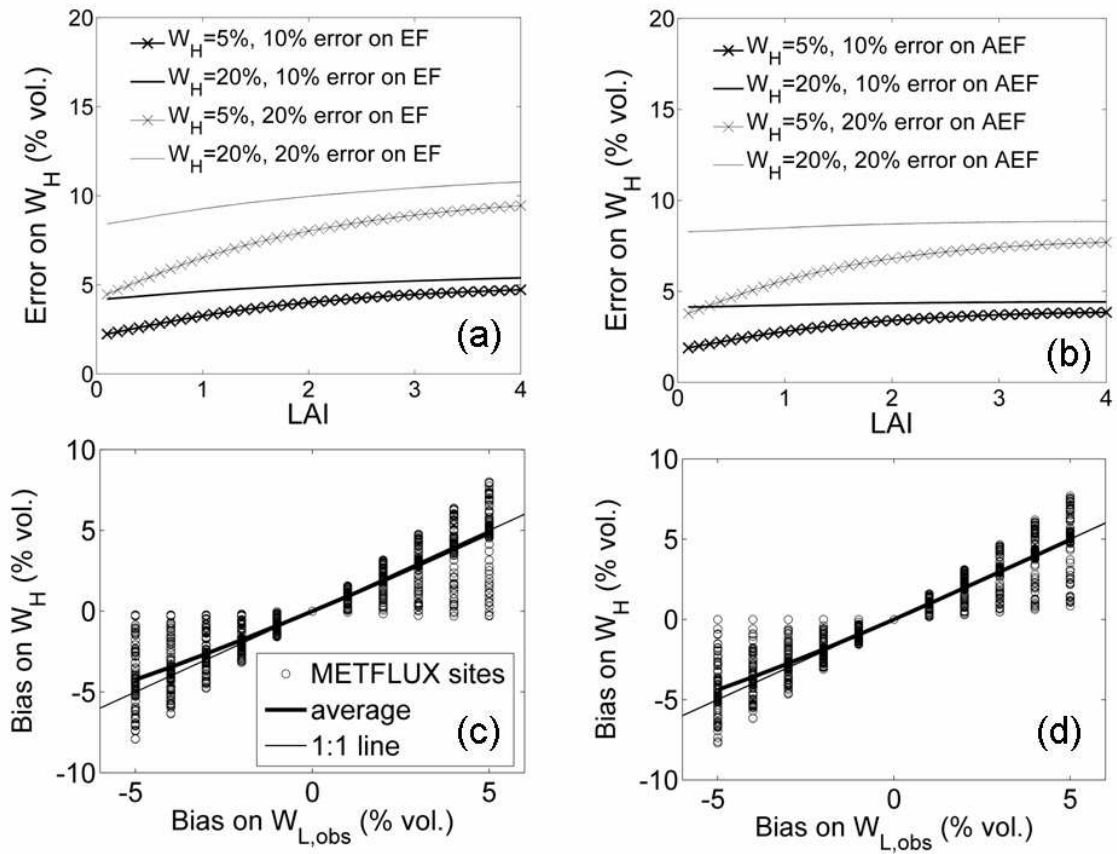 20
15
10
5
0
Error on W_H (% vol.)
W_H=5%, 10% error on EF
W_H=20%, 10% error on EF
W_H=5%, 20% error on EF
W_H=20%, 20% error on EF
(a)
0 1 2 3 4
LAI
20
15
10
5
0
Error on W_H (% vol.)
W_H=5%, 10% error on AEF
W_H=20%, 10% error on AEF
W_H=5%, 20% error on AEF
W_H=20%, 20% error on AEF
(b)
0 1 2 3 4
LAI
10
5
0
-5
-10
Bias on W_H (% vol.)
METFLUX sites
average
1:1 line
(c)
-5 0 5
Bias on W_L,obs (% vol.)
10
5
0
-5
-10
Bias on W_H (% vol.)
(d)
-5 0 5
Bias on W_L,obs (% vol.)